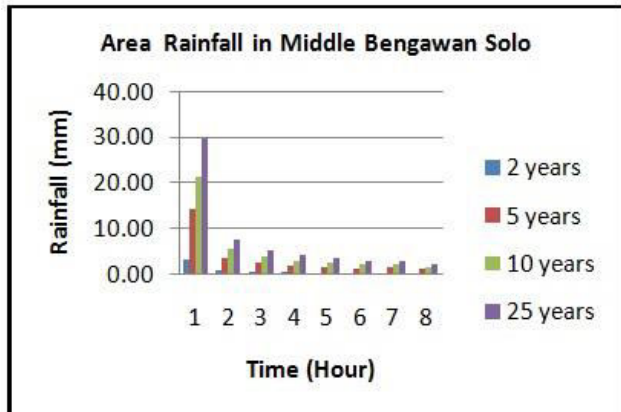 Area Rainfall in Middle Bengawan Solo
40.00
30.00
20.00
10.00
0.00
Rainfall (mm)
1 2 3 4 5 6 7 8
Time (Hour)
2 years
5 years
10 years
25 years